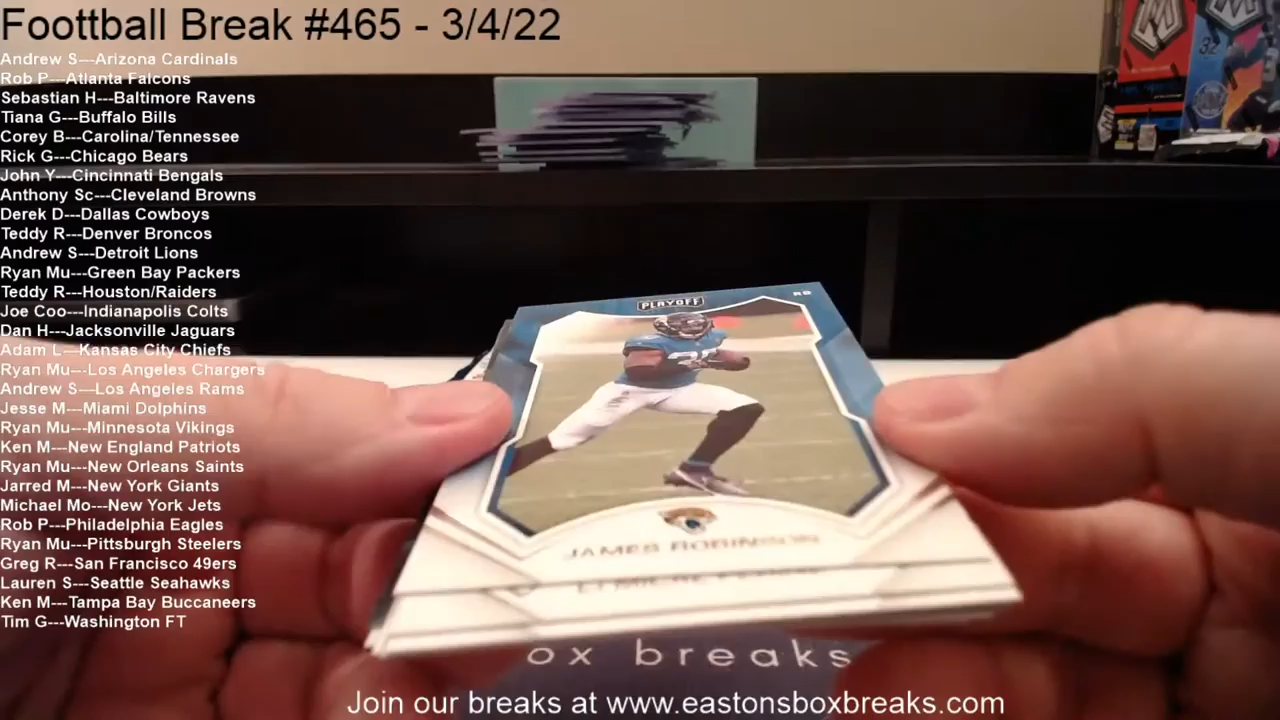 Foottball Break #465 - 3/4/22
Andrew S---Arizona Cardinals
Rob P---Atlanta Falcons
Sebastian H---Baltimore Ravens
Tiana G---Buffalo Bills
Corey B---Carolina/Tennessee
Rick G---Chicago Bears
John Y---Cincinnati Bengals
Anthony Sc---Cleveland Browns
Derek D---Dallas Cowboys
Teddy R---Denver Broncos
Andrew S---Detroit Lions
Ryan Mu---Green Bay Packers
Teddy R---Houston/Raiders
Joe Coo---Indianapolis Colts
Dan H---Jacksonville Jaguars
Adam L---Kansas City Chiefs
Ryan Mu---Los Angeles Chargers
Andrew S---Los Angeles Rams
Jesse M---Miami Dolphins
Ryan Mu---Minnesota Vikings
Ken M---New England Patriots
Ryan Mu---New Orleans Saints
Jarred M---New York Giants
Michael Mo---New York Jets
Rob P---Philadelphia Eagles
Ryan Mu---Pittsburgh Steelers
Greg R---San Francisco 49ers
Lauren S---Seattle Seahawks
Ken M---Tampa Bay Buccaneers
Tim G---Washington FT
PLAYOFF
RB
JAMES ROBINSON
ox breaks
Join our breaks at www.eastonsboxbreaks.com